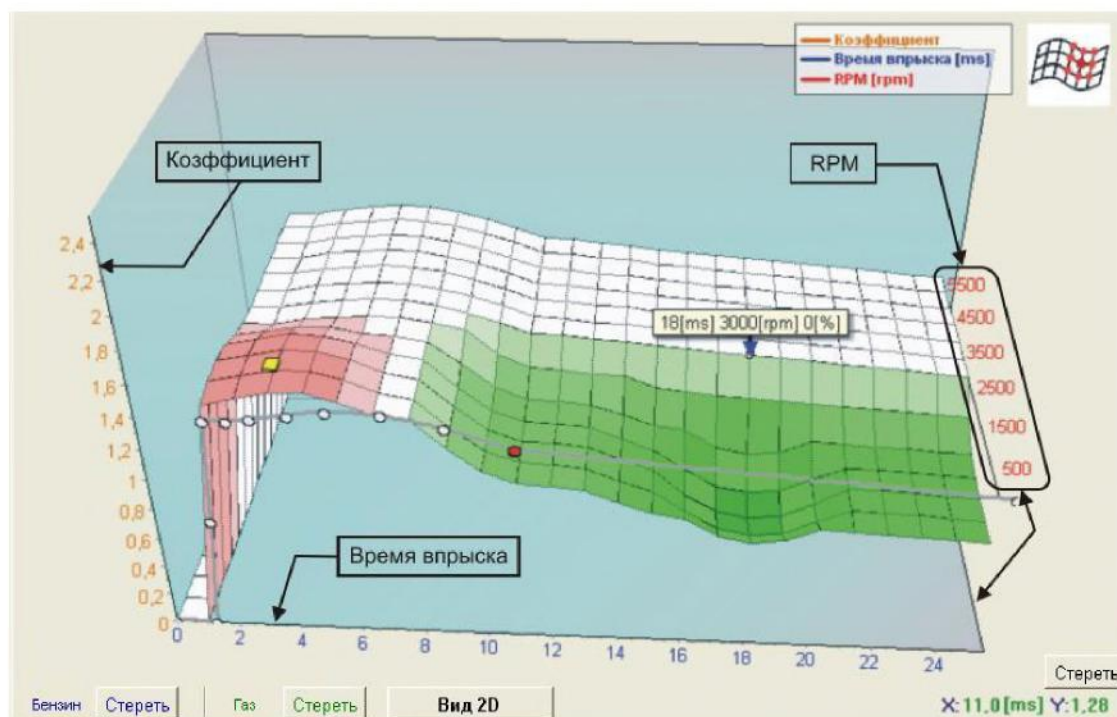 Коэффициент
Время впрыска [ms]
RPM [rpm]
Коэффициент
RPM
2,4
2,2
2
1,8
1,6
1,4
1,2
1
0,8
0,6
0,4
0,2
0
18[ms] 3000[rpm] 0[%]
5500
4500
3500
2500
1500
500
Время впрыска
0 2 4 6 8 10 12 14 16 18 20 22 24
Стереть
Бензин Стереть Газ Стереть Вид 2D X:11,0[ms] Y:1,28